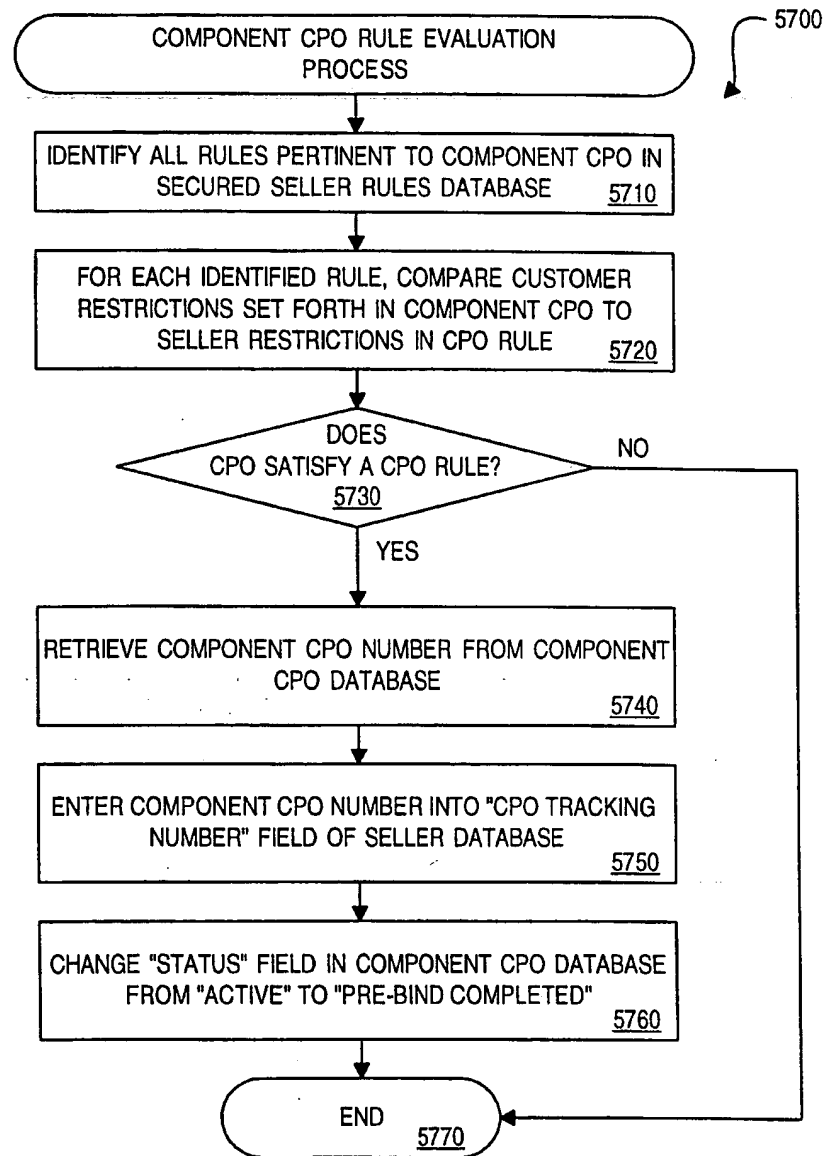 5700
COMPONENT CPO RULE EVALUATION
PROCESS
IDENTIFY ALL RULES PERTINENT TO COMPONENT CPO IN
SECURED SELLER RULES DATABASE 5710
FOR EACH IDENTIFIED RULE, COMPARE CUSTOMER
RESTRICTIONS SET FORTH IN COMPONENT CPO TO
SELLER RESTRICTIONS IN CPO RULE 5720
DOES
CPO SATISFY A CPO RULE?
5730
NO
YES
RETRIEVE COMPONENT CPO NUMBER FROM COMPONENT
CPO DATABASE
5740
ENTER COMPONENT CPO NUMBER INTO "CPO TRACKING
NUMBER" FIELD OF SELLER DATABASE
5750
CHANGE "STATUS" FIELD IN COMPONENT CPO DATABASE
FROM "ACTIVE" TO "PRE-BIND COMPLETED"
5760
END
5770